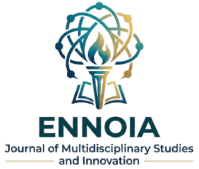 ENNOIA
Journal of Multidisciplinary Studies
and Innovation